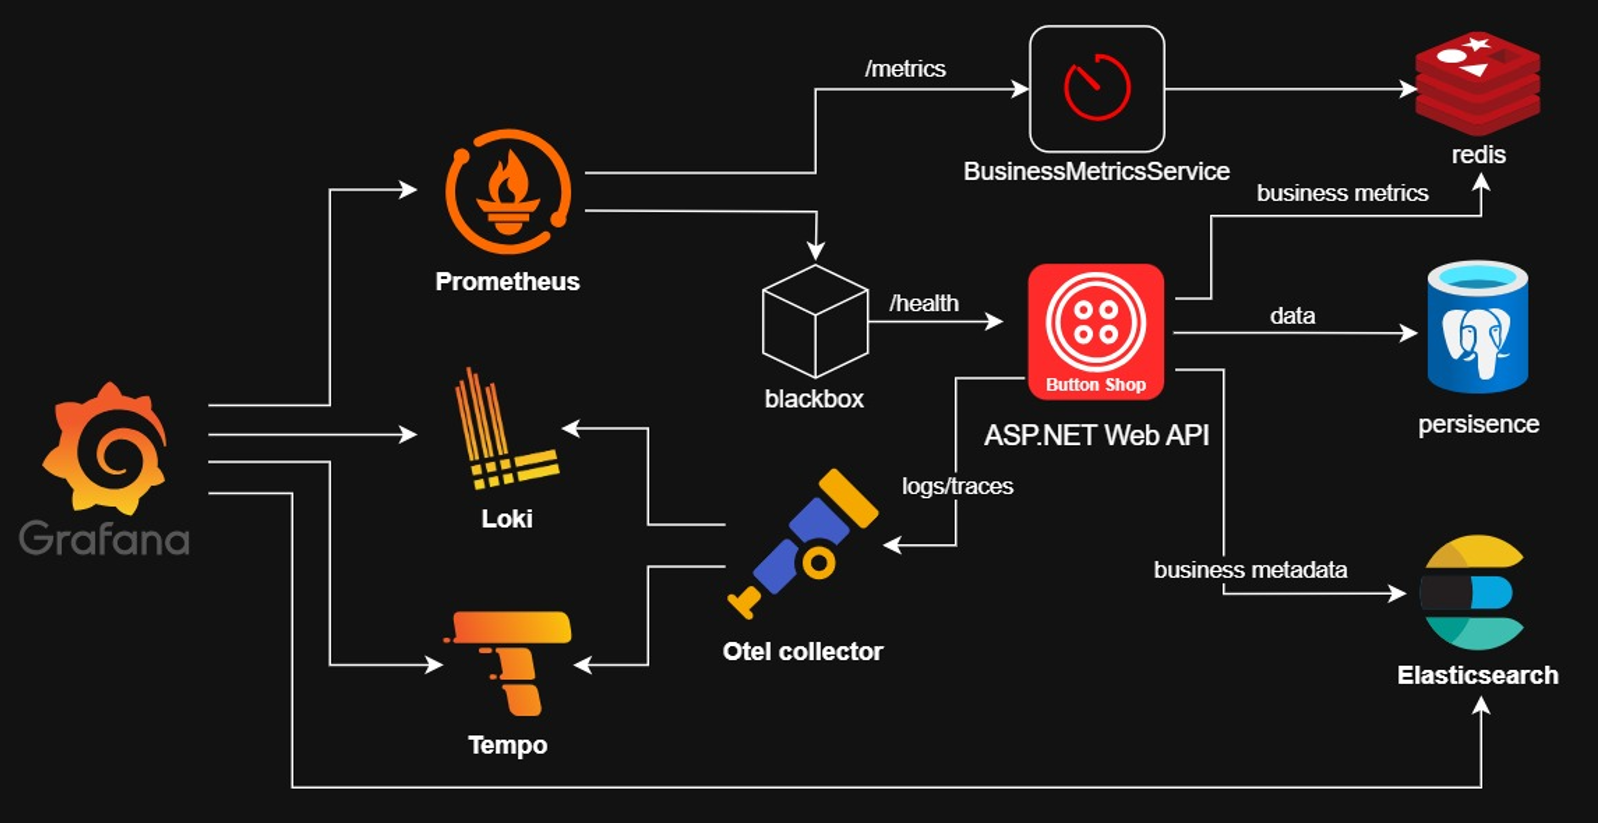 /metrics
BusinessMetricsService
redis
business metrics
Prometheus
/health
Button Shop
data
blackbox
ASP.NET Web API
persisence
logs/traces
Loki
Grafana
business metadata
Otel collector
Elasticsearch
Tempo